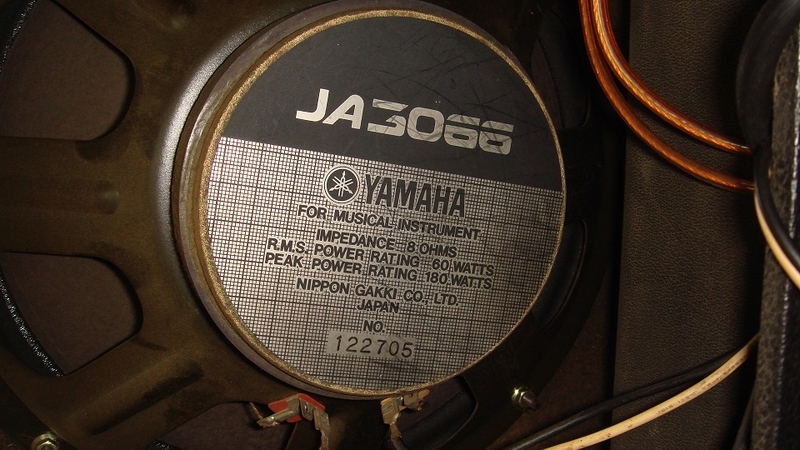 JA3066
YAMAHA
FOR MUSICAL INSTRUMENT
IMPEDANCE 8 OHMS
R.M.S. POWER RATING 60 WATTS
PEAK POWER RATING 180 WATTS
NIPPON GAKKI CO., LTD.
JAPAN
NO.
122705